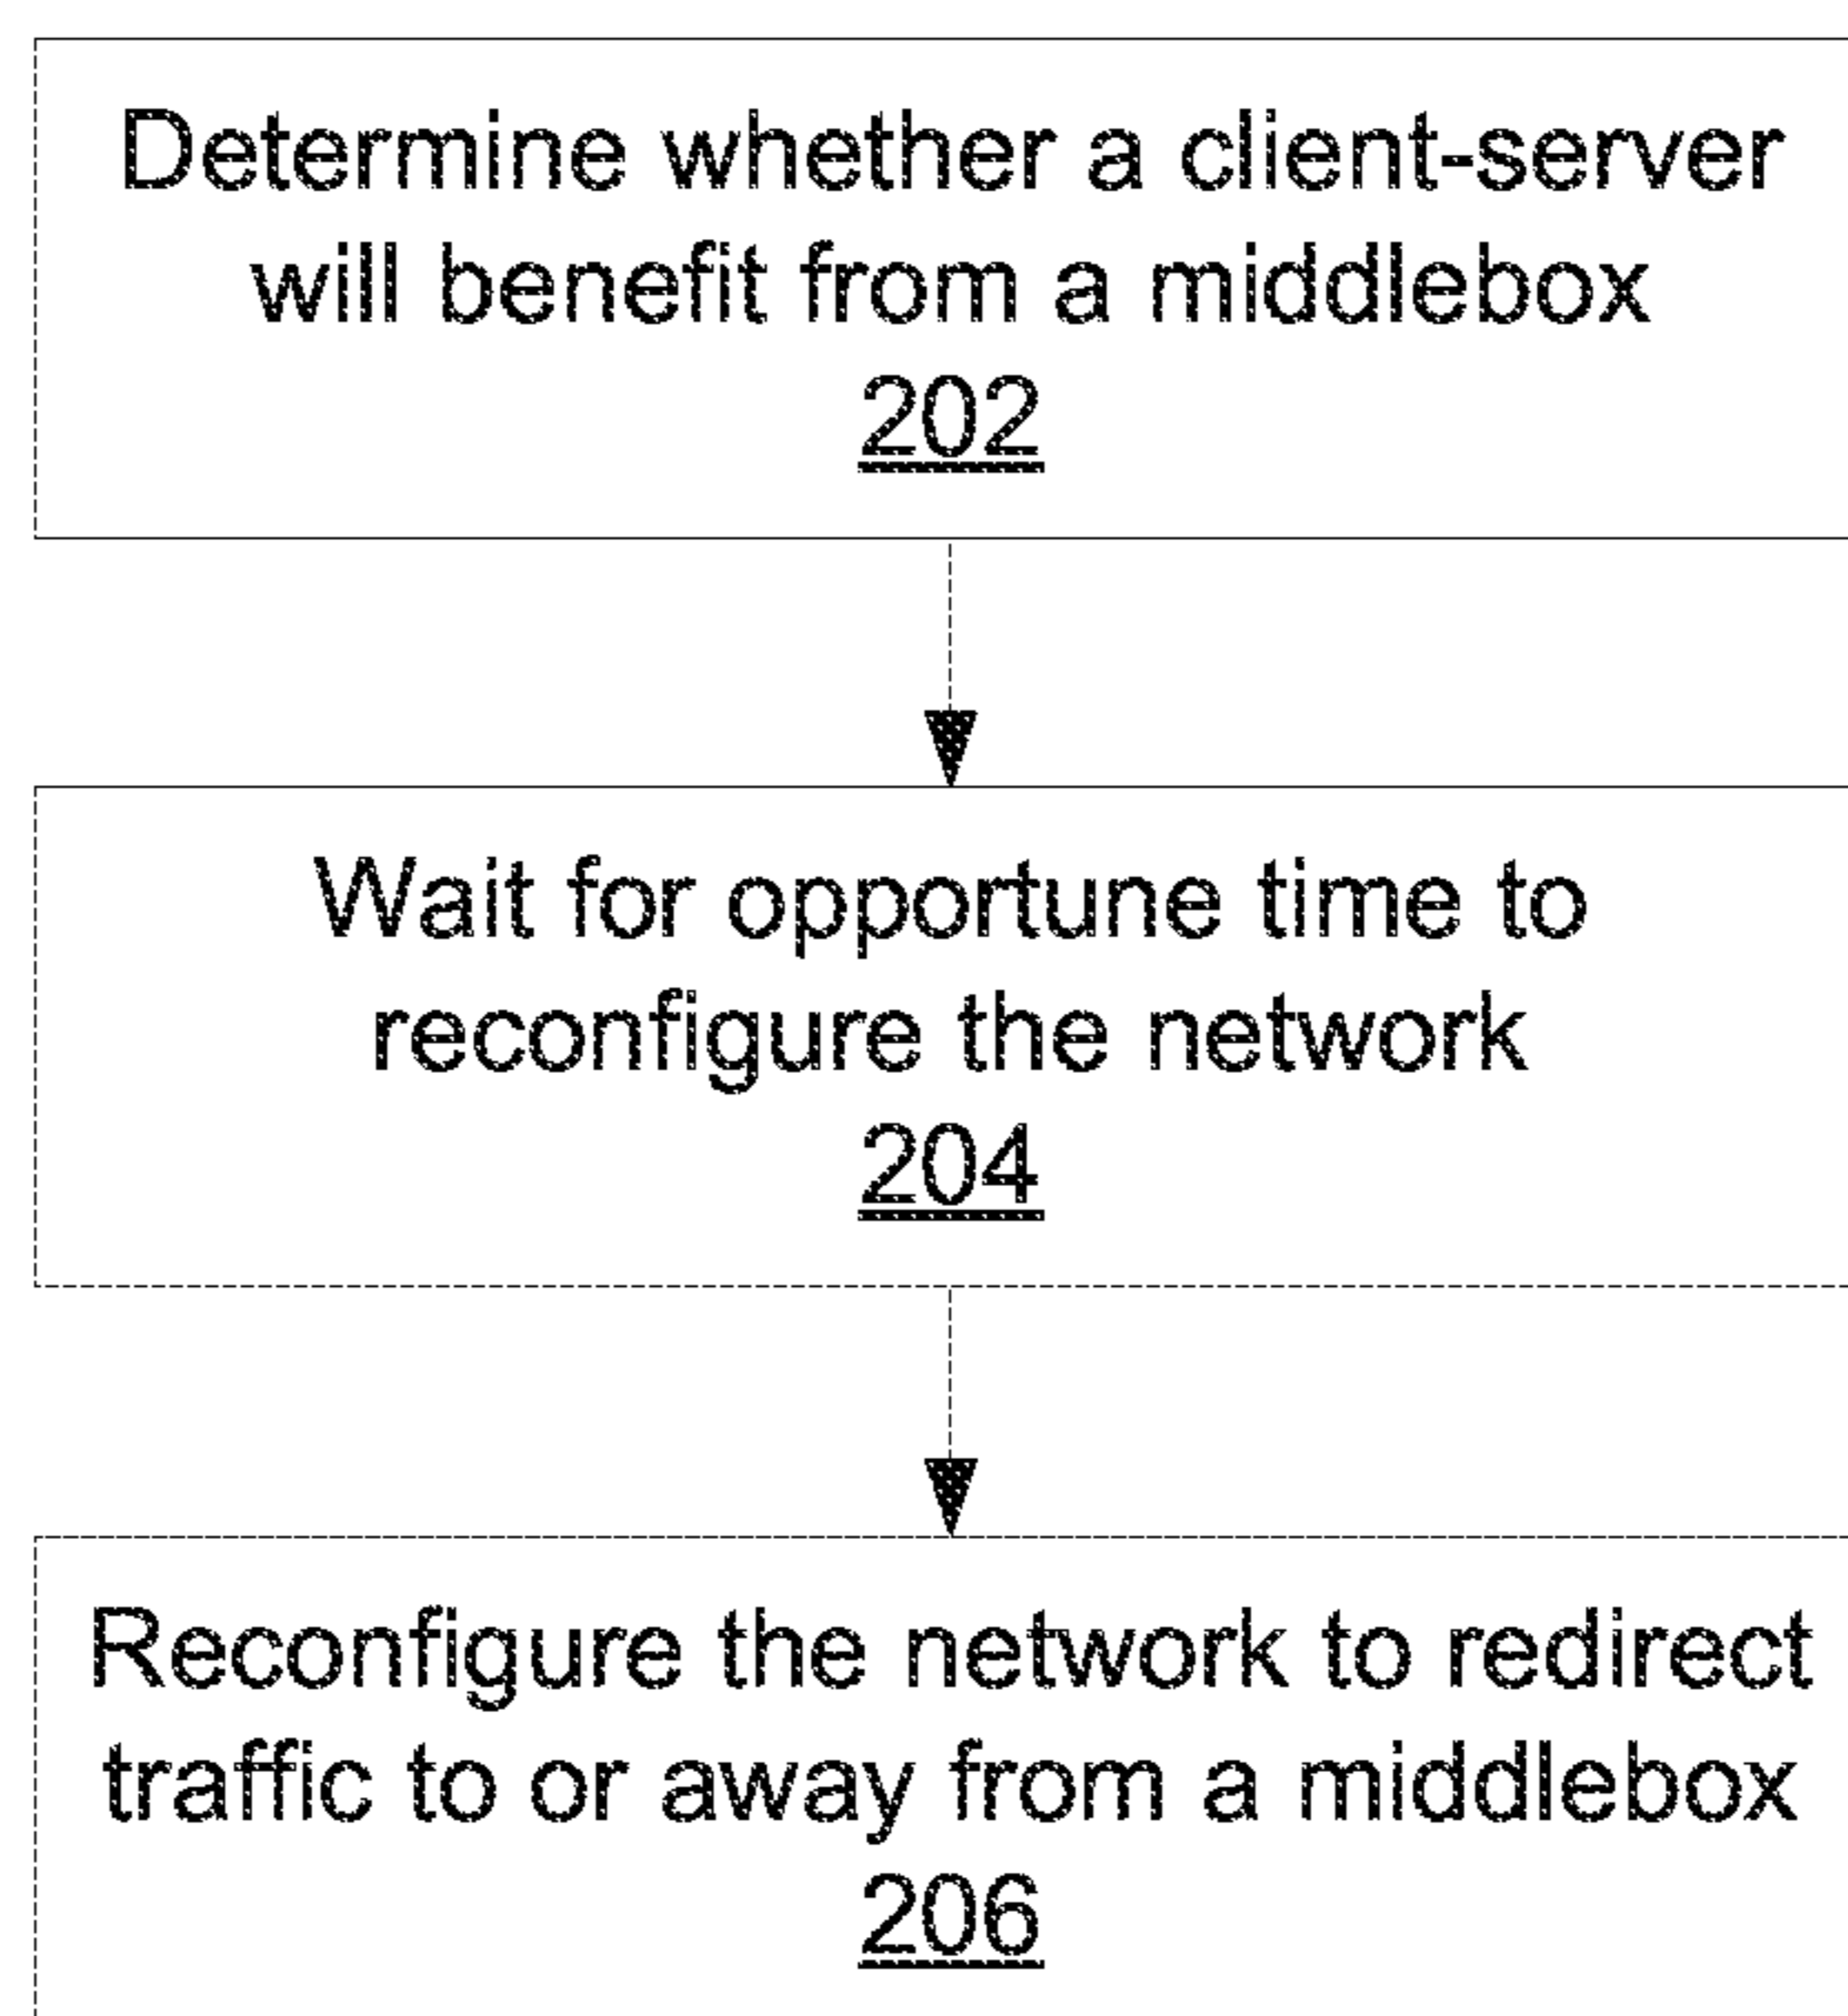 Determine whether a client-server
will benefit from a middlebox
202
Wait for opportune time to
reconfigure the network
204
Reconfigure the network to redirect
traffic to or away from a middlebox
206